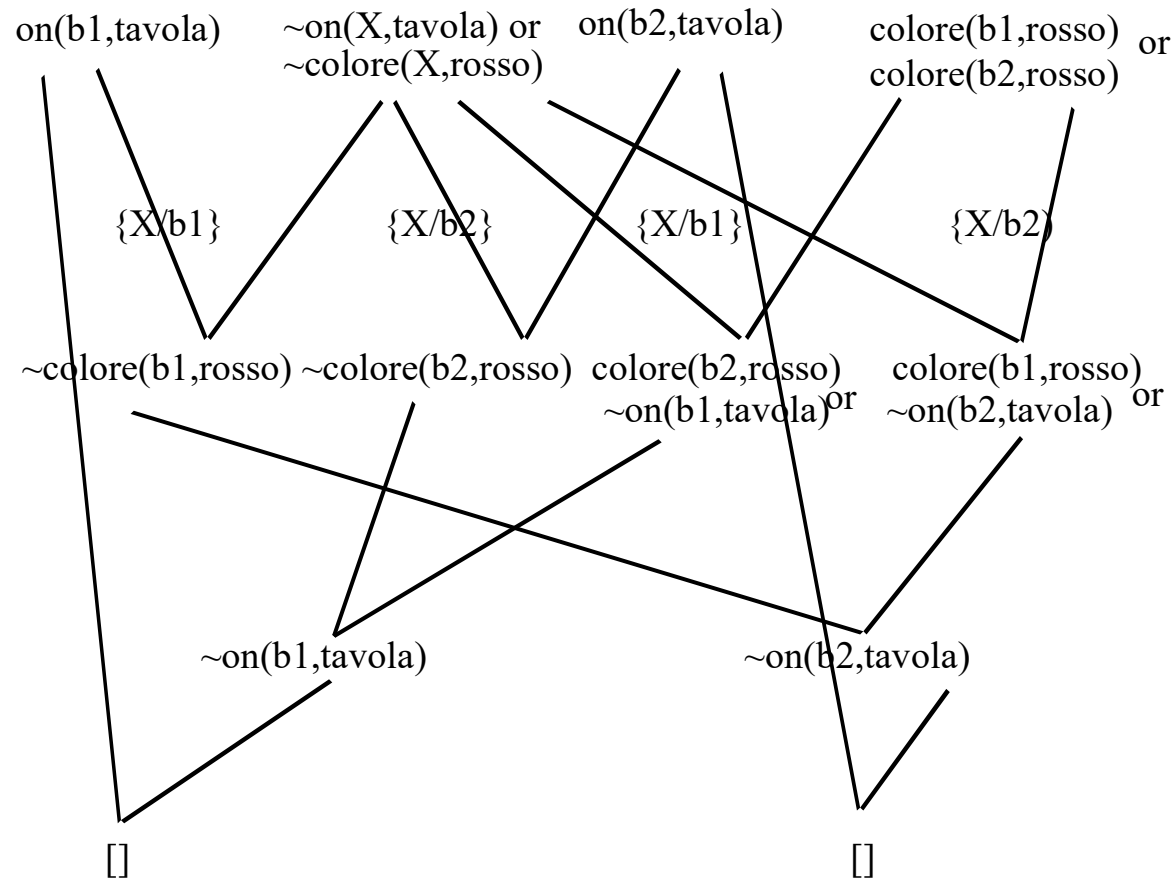 on(b1,tavola)
~on(X,tavola) or
~colore(X,rosso)
on(b2,tavola)
colore(b1,rosso) or
colore(b2,rosso)
{X/b1}
{X/b2}
{X/b1}
{X/b2)
~colore(b1,rosso)
~colore(b2,rosso)
colore(b2,rosso) or
~on(b1,tavola)
colore(b1,rosso) or
~on(b2,tavola)
~on(b1,tavola)
~on(b2,tavola)
[]
[]